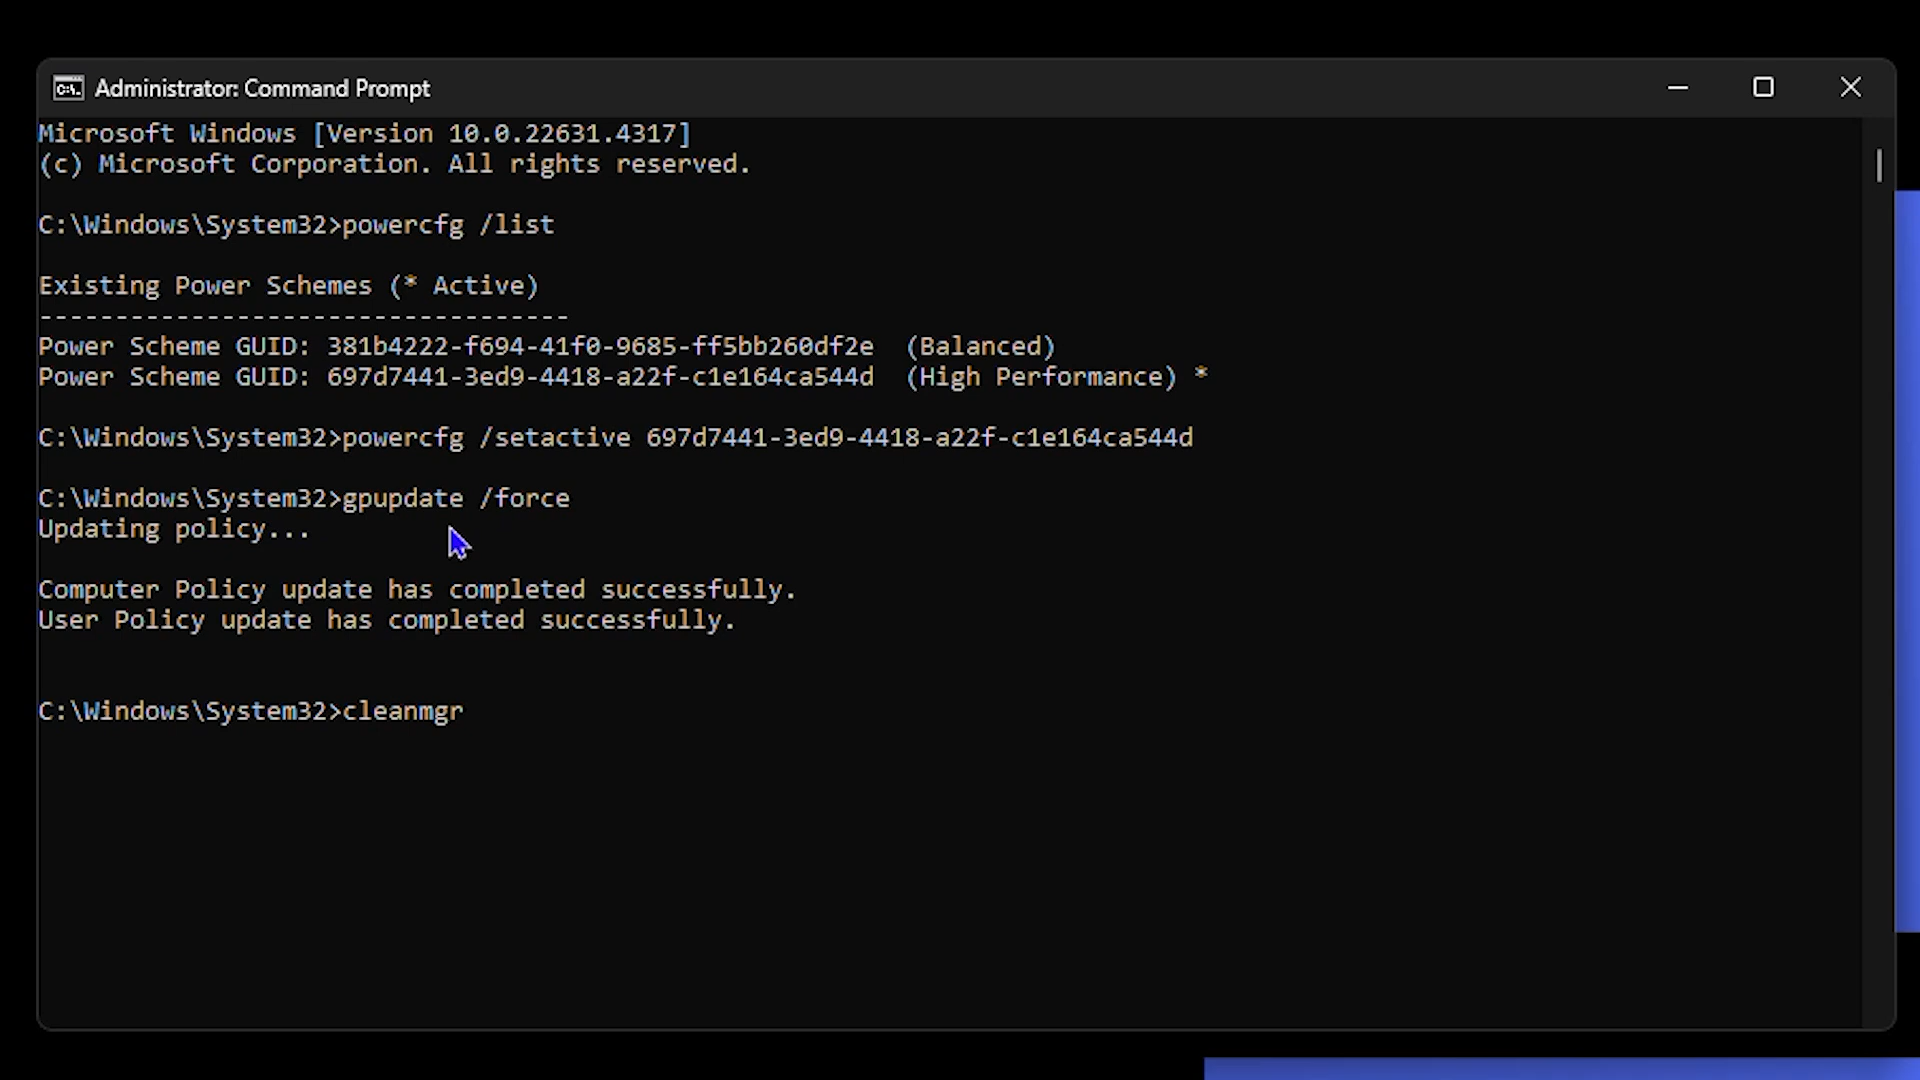 Administrator: Command Prompt
Microsoft Windows [Version 10.0.22631.4317]
(c) Microsoft Corporation. All rights reserved.
C:\Windows\System32>powercfg /list
Existing Power Schemes (* Active)
-----------------------------------
Power Scheme GUID: 381b4222-f694-41f0-9685-ff5bb260df2e  (Balanced)
Power Scheme GUID: 697d7441-3ed9-4418-a22f-c1e164ca544d  (High Performance) *
C:\Windows\System32>powercfg /setactive 697d7441-3ed9-4418-a22f-c1e164ca544d
C:\Windows\System32>gpupdate /force
Updating policy...
Computer Policy update has completed successfully.
User Policy update has completed successfully.
C:\Windows\System32>cleanmgr